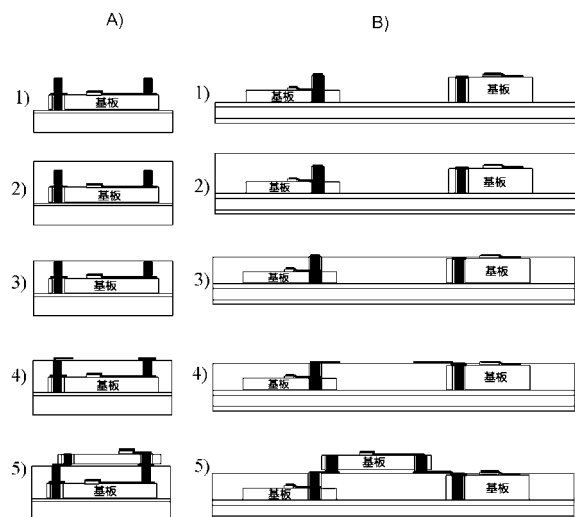 A)
B)
1) 基板
1) 基板 基板
2) 基板
2) 基板 基板
3) 基板
3) 基板 基板
4) 基板
4) 基板 基板
5) 基板
5) 基板 基板 基板